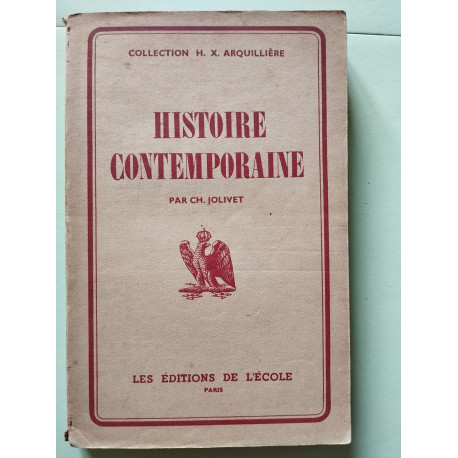 COLLECTION H. X. ARQUILLIÈRE
HISTOIRE
CONTEMPORAINE
PAR CH. JOLIVET
LES ÉDITIONS DE L'ÉCOLE
PARIS